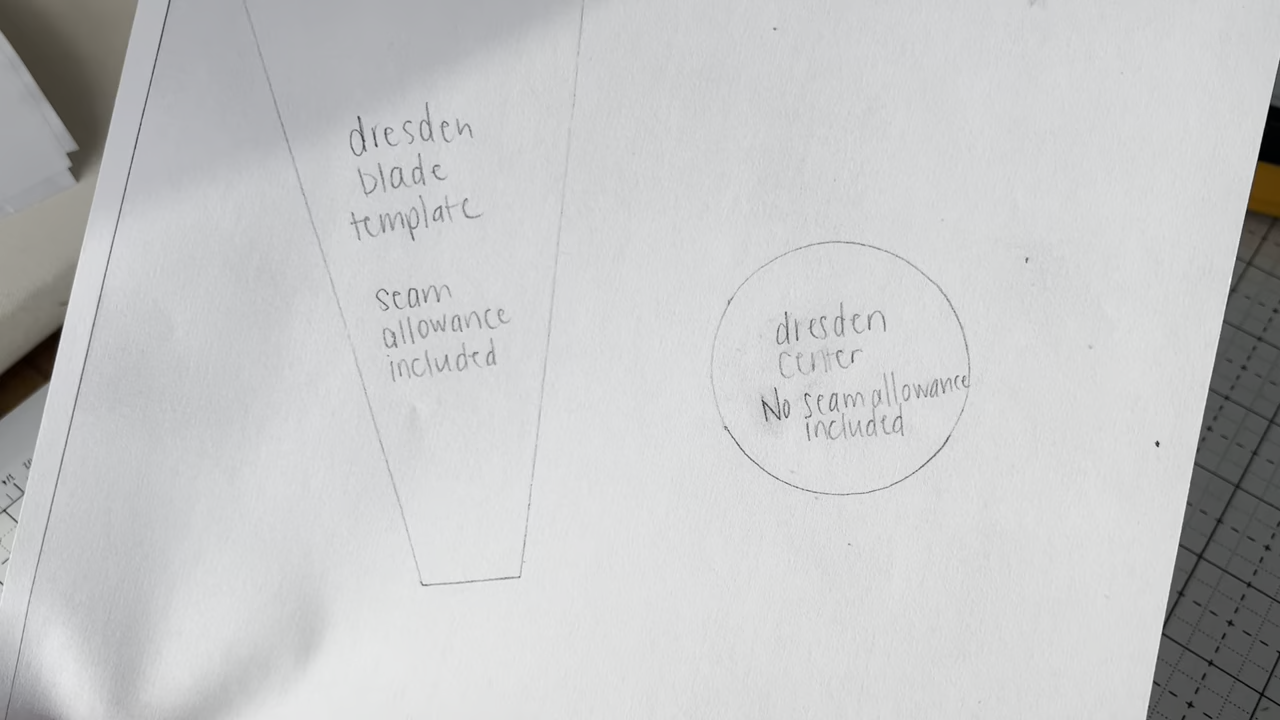 dresden
blade
template
seam
allowance
included
dresden
center
No seam allowance
included